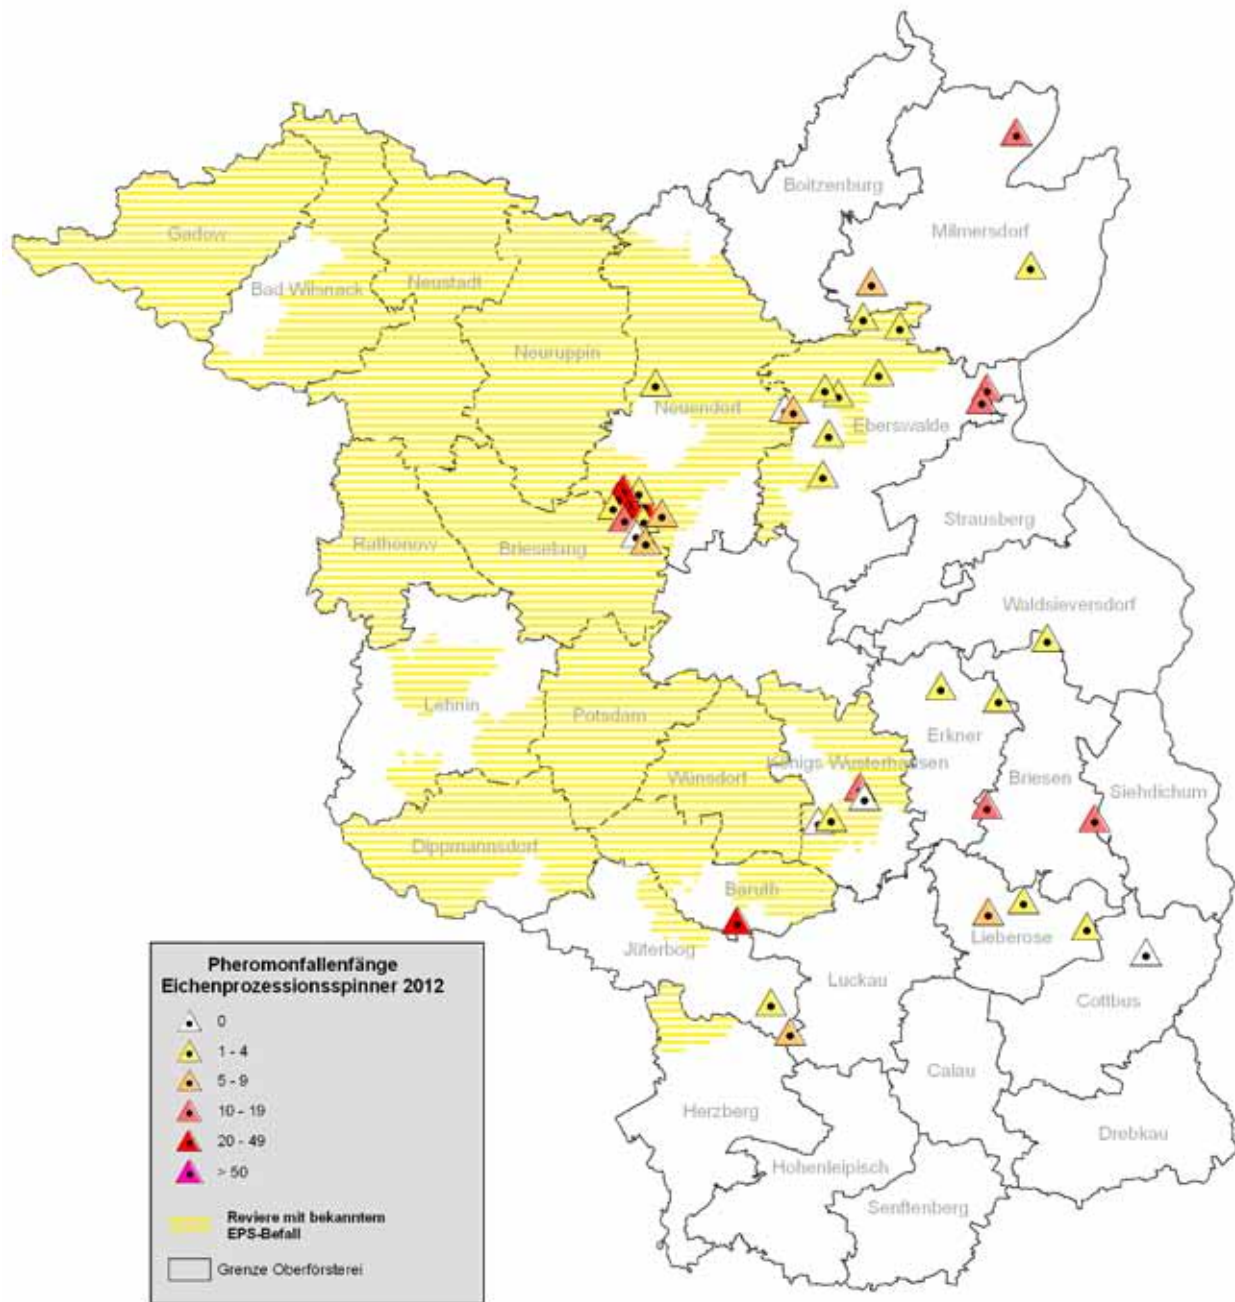 Boitzenburg
Gadow
Milmersdorf
Bad Wilsnack
Neustadt
Neuruppin
Neuendorf
Eberswalde
Strausberg
Rathenow
Brieselang
Waldsieversdorf
Lehnin
Potsdam
Erkner
Wünsdorf
Königs Wusterhausen
Briesen
Siehdichum
Dippmannsdorf
Baruth
Jüterbog
Lieberose
Luckau
Cottbus
Calau
Herzberg
Drebkau
Hohenleipisch
Senftenberg
Pheromonfallenfänge
Eichenprozessionsspinner 2012
0
1 - 4
5 - 9
10 - 19
20 - 49
> 50
Reviere mit bekanntem
EPS-Befall
Grenze Oberförsterei